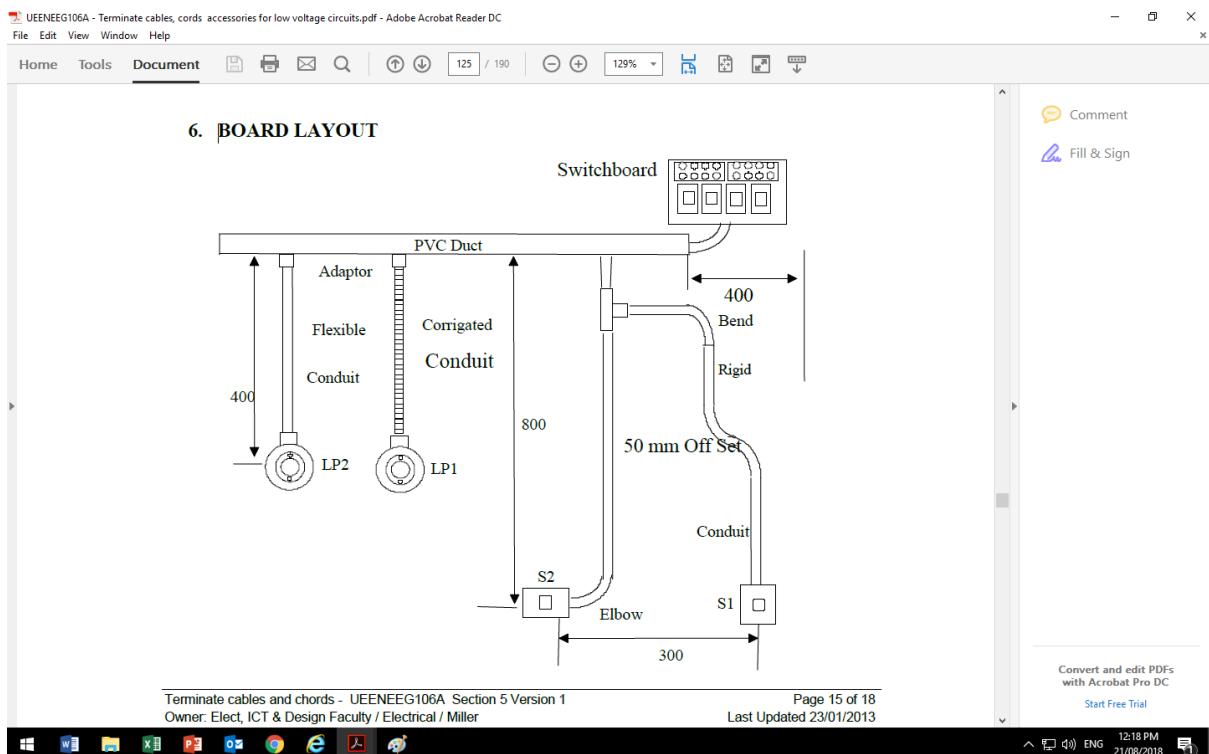 UEENEEG106A - Terminate cables, cords  accessories for low voltage circuits.pdf - Adobe Acrobat Reader DC
File Edit View Window Help
Home Tools Document 125 / 190 129%
Comment
Fill & Sign
6. BOARD LAYOUT
Switchboard
PVC Duct
Adaptor
400
Bend
Flexible
Corrigated
Conduit
Rigid
Conduit
400
800
50 mm Off Set
LP2
LP1
Conduit
S2
S1
Elbow
300
Terminate cables and chords - UEENEEG106A Section 5 Version 1
Page 15 of 18
Owner: Elect, ICT & Design Faculty / Electrical / Miller
Last Updated 23/01/2013
Convert and edit PDFs
with Acrobat Pro DC
Start Free Trial
ENG
12:18 PM
21/08/2018